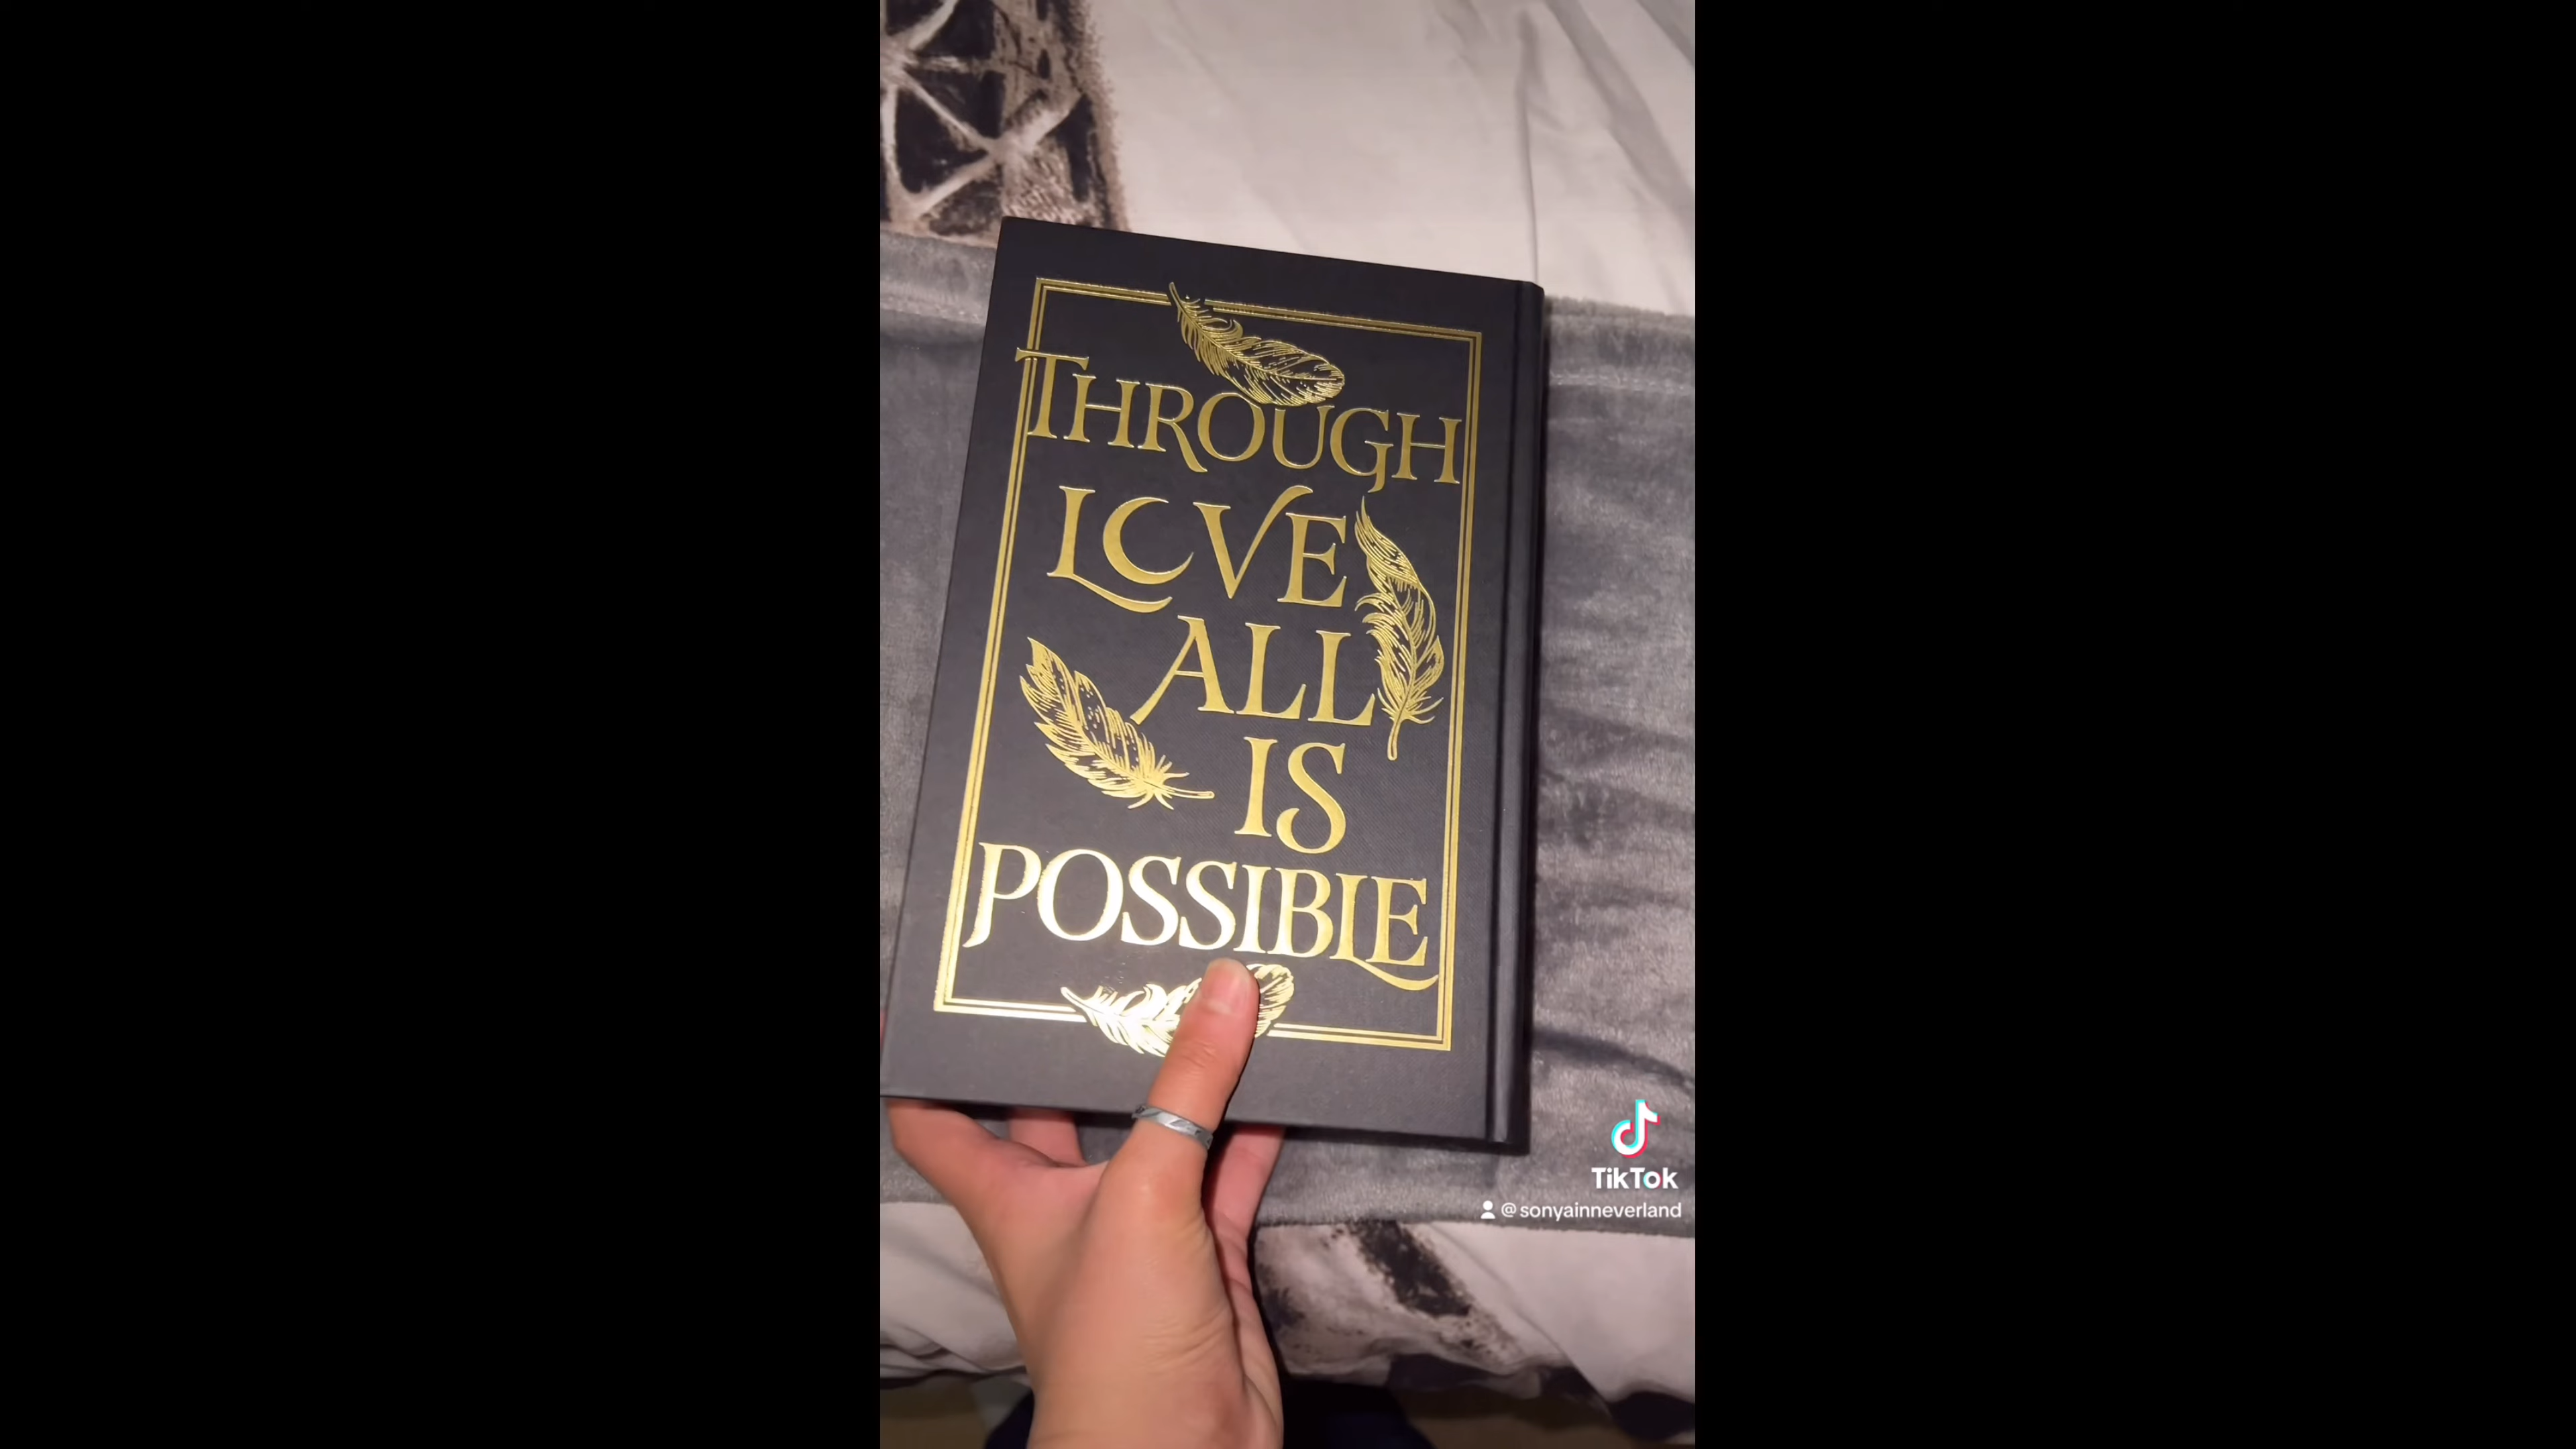 THROUGH
LOVE
ALL
IS
POSSIBLE
TikTok
@sonyainneverland